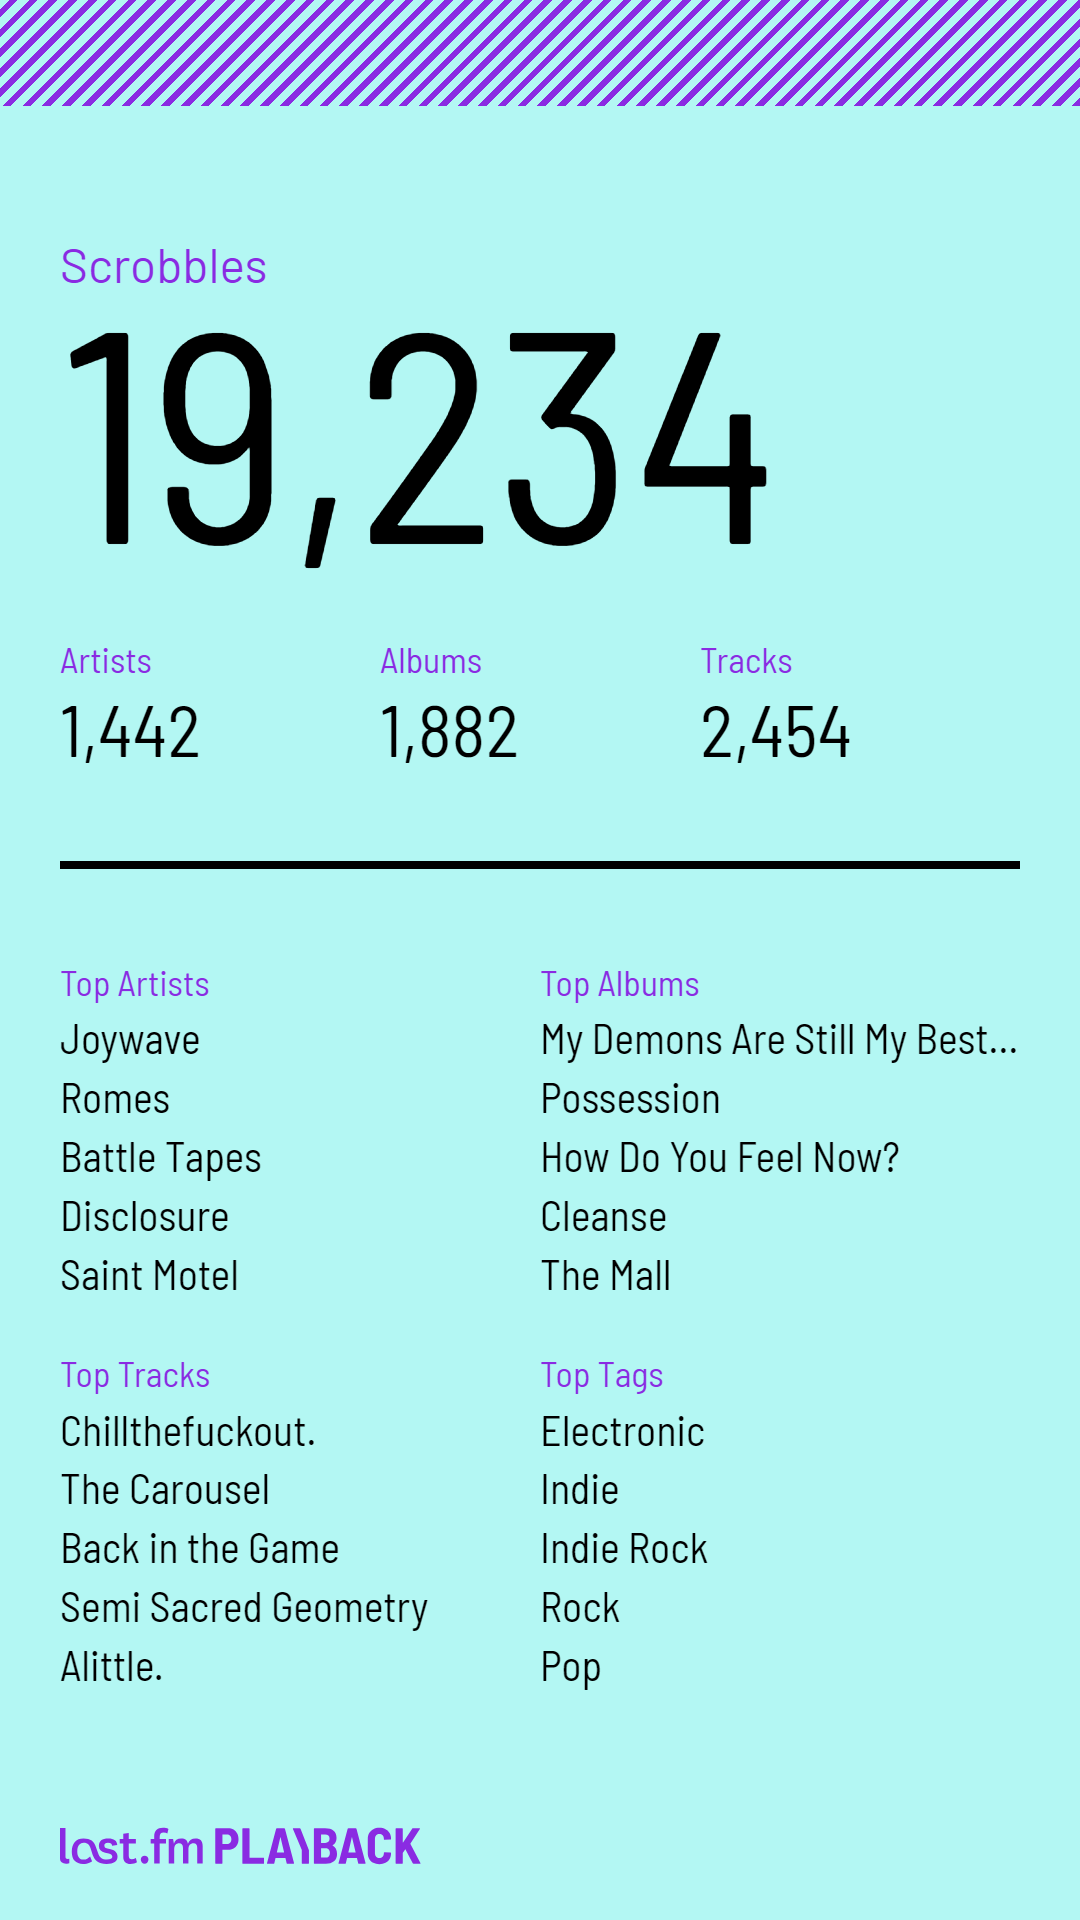 Scrobbles
19,234
Artists
1,442
Albums
1,882
Tracks
2,454
Top Artists
Joywave
Romes
Battle Tapes
Disclosure
Saint Motel
Top Albums
My Demons Are Still My Best...
Possession
How Do You Feel Now?
Cleanse
The Mall
Top Tracks
Chillthefuckout.
The Carousel
Back in the Game
Semi Sacred Geometry
Alittle.
Top Tags
Electronic
Indie
Indie Rock
Rock
Pop
last.fm PLAYBACK